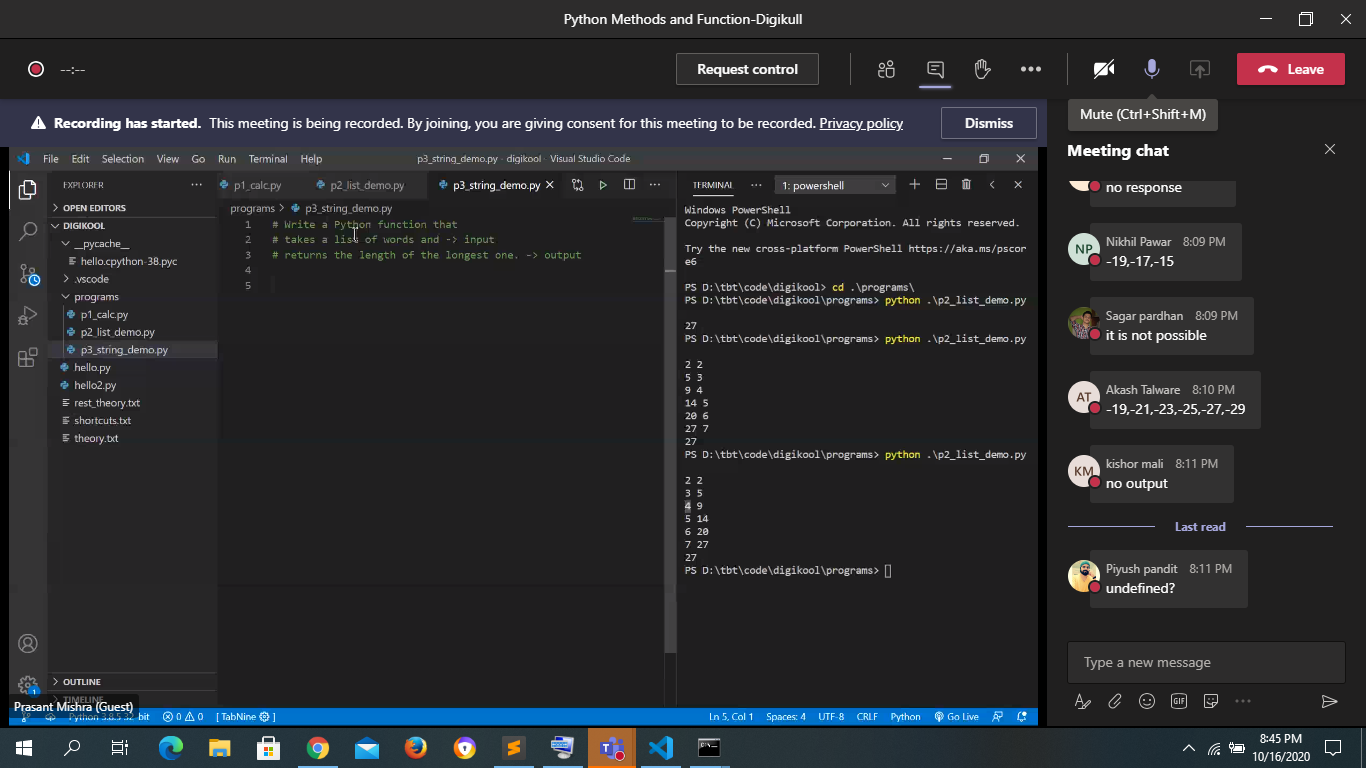 Python Methods and Function-Digikull
--:--
Request control
Leave
Recording has started. This meeting is being recorded. By joining, you are giving consent for this meeting to be recorded. Privacy policy
Dismiss
Mute (Ctrl+Shift+M)
File Edit Selection View Go Run Terminal Help
p3_string_demo.py - digikool - Visual Studio Code
EXPLORER
OPEN EDITORS
DIGIKOOL
__pycache__
hello.cpython-38.pyc
.vscode
programs
p1_calc.py
p2_list_demo.py
p3_string_demo.py
hello.py
hello2.py
rest_theory.txt
shortcuts.txt
theory.txt
OUTLINE
TIMELINE
Prasant Mishra (Guest)
p1_calc.py
p2_list_demo.py
p3_string_demo.py
programs > p3_string_demo.py
1 # Write a Python function that
2 # takes a list of words and -> input
3 # returns the length of the longest one. -> output
4
5
TERMINAL
1: powershell
Windows PowerShell
Copyright (C) Microsoft Corporation. All rights reserved.
Try the new cross-platform PowerShell https://aka.ms/pscor
e6
PS D:\tbt\code\digikool> cd .\programs\
PS D:\tbt\code\digikool\programs> python .\p2_list_demo.py
27
PS D:\tbt\code\digikool\programs> python .\p2_list_demo.py
2 2
5 3
9 4
14 5
20 6
27 7
27
PS D:\tbt\code\digikool\programs> python .\p2_list_demo.py
2 2
3 5
4 9
5 14
6 20
7 27
27
PS D:\tbt\code\digikool\programs>
Python 3.8.5 32-bit
0 0
[TabNine]
Ln 5, Col 1
Spaces: 4
UTF-8
CRLF
Python
Go Live
Meeting chat
no response
NP
Nikhil Pawar 8:09 PM
-19,-17,-15
Sagar pardhan 8:09 PM
it is not possible
AT
Akash Talware 8:10 PM
-19,-21,-23,-25,-27,-29
KM
kishor mali 8:11 PM
no output
Last read
Piyush pandit 8:11 PM
undefined?
Type a new message
GIF
8:45 PM
10/16/2020